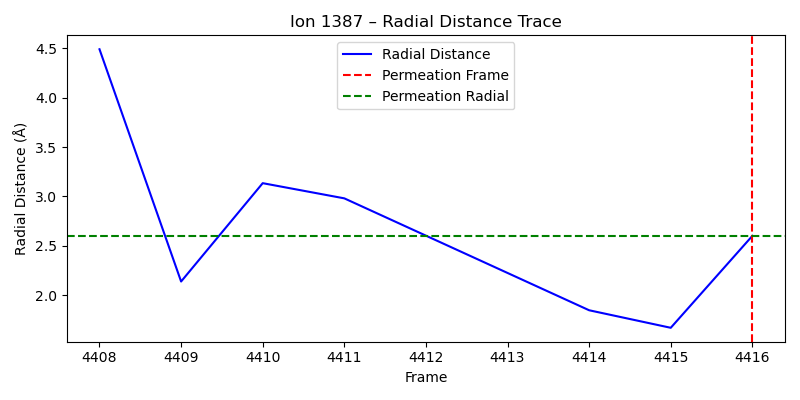 Ion 1387 – Radial Distance Trace
Radial Distance
Permeation Frame
Permeation Radial
Radial Distance (Å)
4.5
4.0
3.5
3.0
2.5
2.0
4408 4409 4410 4411 4412 4413 4414 4415 4416
Frame